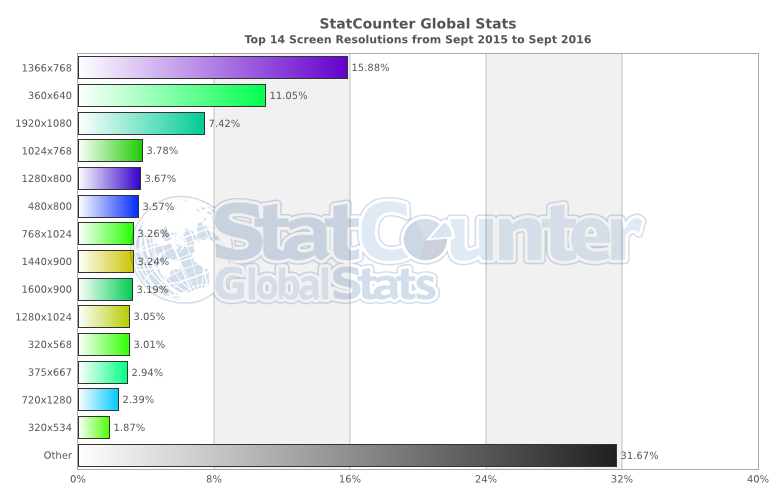 StatCounter Global Stats
Top 14 Screen Resolutions from Sept 2015 to Sept 2016
1366x768 15.88%
360x640 11.05%
1920x1080 7.42%
1024x768 3.78%
1280x800 3.67%
480x800 3.57%
768x1024 3.26%
1440x900 3.24%
1600x900 3.19%
1280x1024 3.05%
320x568 3.01%
375x667 2.94%
720x1280 2.39%
320x534 1.87%
Other 31.67%
0% 8% 16% 24% 32% 40%
StatCounter
GlobalStats